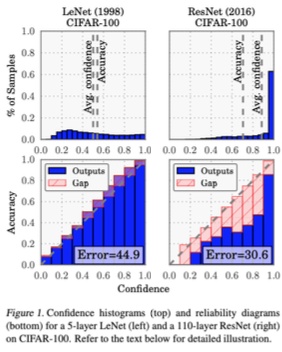 LeNet (1998)
CIFAR-100
ResNet (2016)
CIFAR-100
% of Samples
1.0
0.8
0.6
0.4
0.2
0.0
Avg. confidence
Accuracy
Accuracy
Avg. confidence
0.0 0.2 0.4 0.6 0.8 1.0
0.0 0.2 0.4 0.6 0.8 1.0
Accuracy
1.0
0.8
0.6
0.4
0.2
0.0
Outputs
Gap
Error=44.9
Outputs
Gap
Error=30.6
0.0 0.2 0.4 0.6 0.8 1.0
0.0 0.2 0.4 0.6 0.8 1.0
Confidence
Figure 1. Confidence histograms (top) and reliability diagrams
(bottom) for a 5-layer LeNet (left) and a 110-layer ResNet (right)
on CIFAR-100. Refer to the text below for detailed illustration.